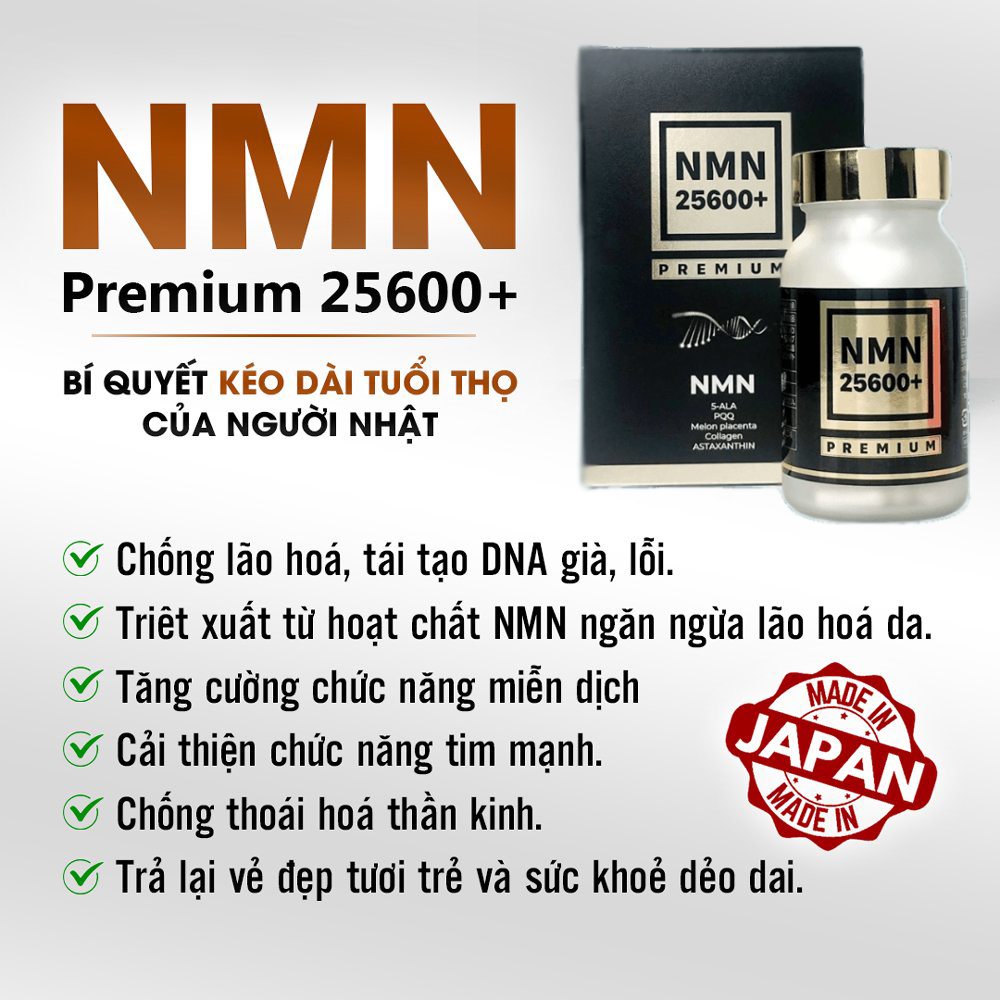 NMN
Premium 25600+
BÍ QUYẾT KÉO DÀI TUỔI THỌ
CỦA NGƯỜI NHẬT
NMN
25600+
PREMIUM
NMN
5-ALA
PQQ
Melon placenta
Collagen
ASTAXANTHIN
NMN
25600+
PREMIUM
Chống lão hoá, tái tạo DNA già, lỗi.
Triêt xuất từ hoạt chất NMN ngăn ngừa lão hoá da.
Tăng cường chức năng miễn dịch
Cải thiện chức năng tim mạnh.
Chống thoái hoá thần kinh.
Trả lại vẻ đẹp tươi trẻ và sức khoẻ dẻo dai.
MADE IN
JAPAN
MADE IN